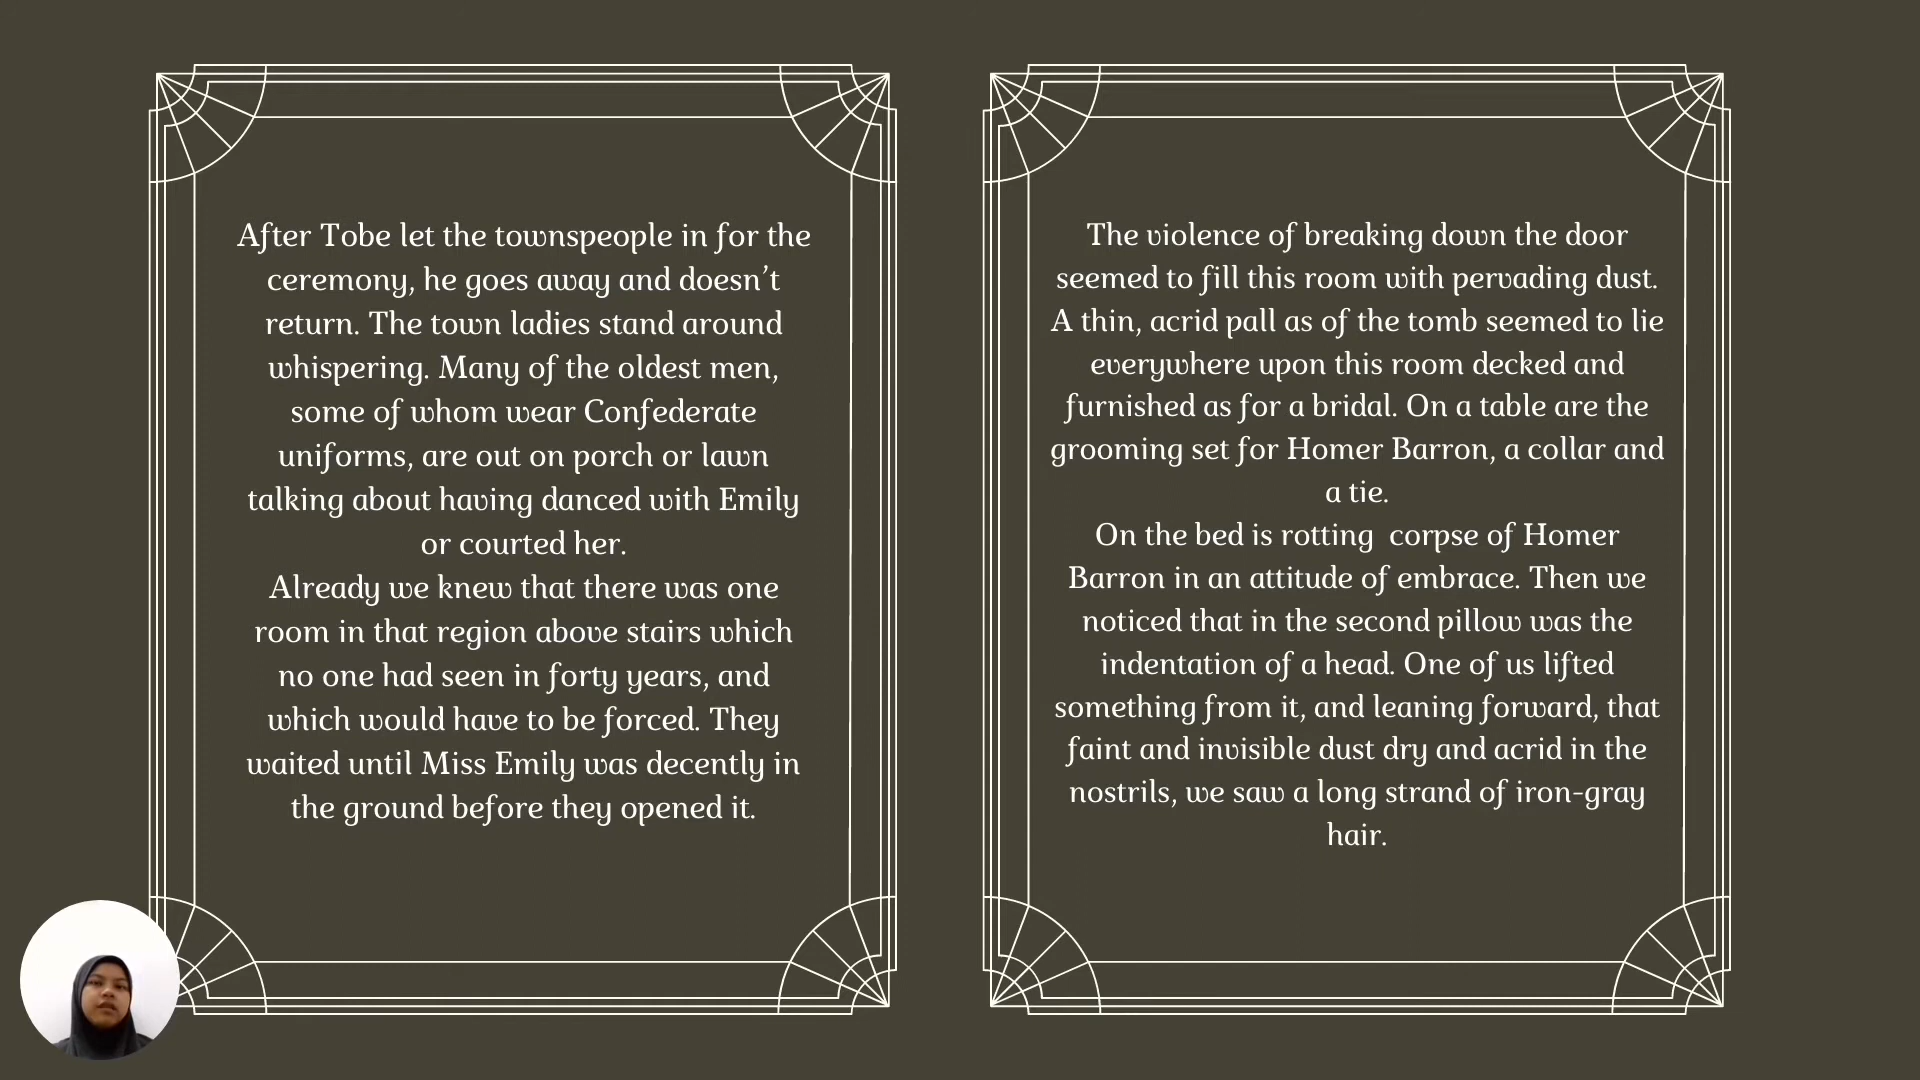 After Tobe let the townspeople in for the
ceremony, he goes away and doesn’t
return. The town ladies stand around
whispering. Many of the oldest men,
some of whom wear Confederate
uniforms, are out on porch or lawn
talking about having danced with Emily
or courted her.
Already we knew that there was one
room in that region above stairs which
no one had seen in forty years, and
which would have to be forced. They
waited until Miss Emily was decently in
the ground before they opened it.
The violence of breaking down the door
seemed to fill this room with pervading dust.
A thin, acrid pall as of the tomb seemed to lie
everywhere upon this room decked and
furnished as for a bridal. On a table are the
grooming set for Homer Barron, a collar and
a tie.
On the bed is rotting  corpse of Homer
Barron in an attitude of embrace. Then we
noticed that in the second pillow was the
indentation of a head. One of us lifted
something from it, and leaning forward, that
faint and invisible dust dry and acrid in the
nostrils, we saw a long strand of iron-gray
hair.